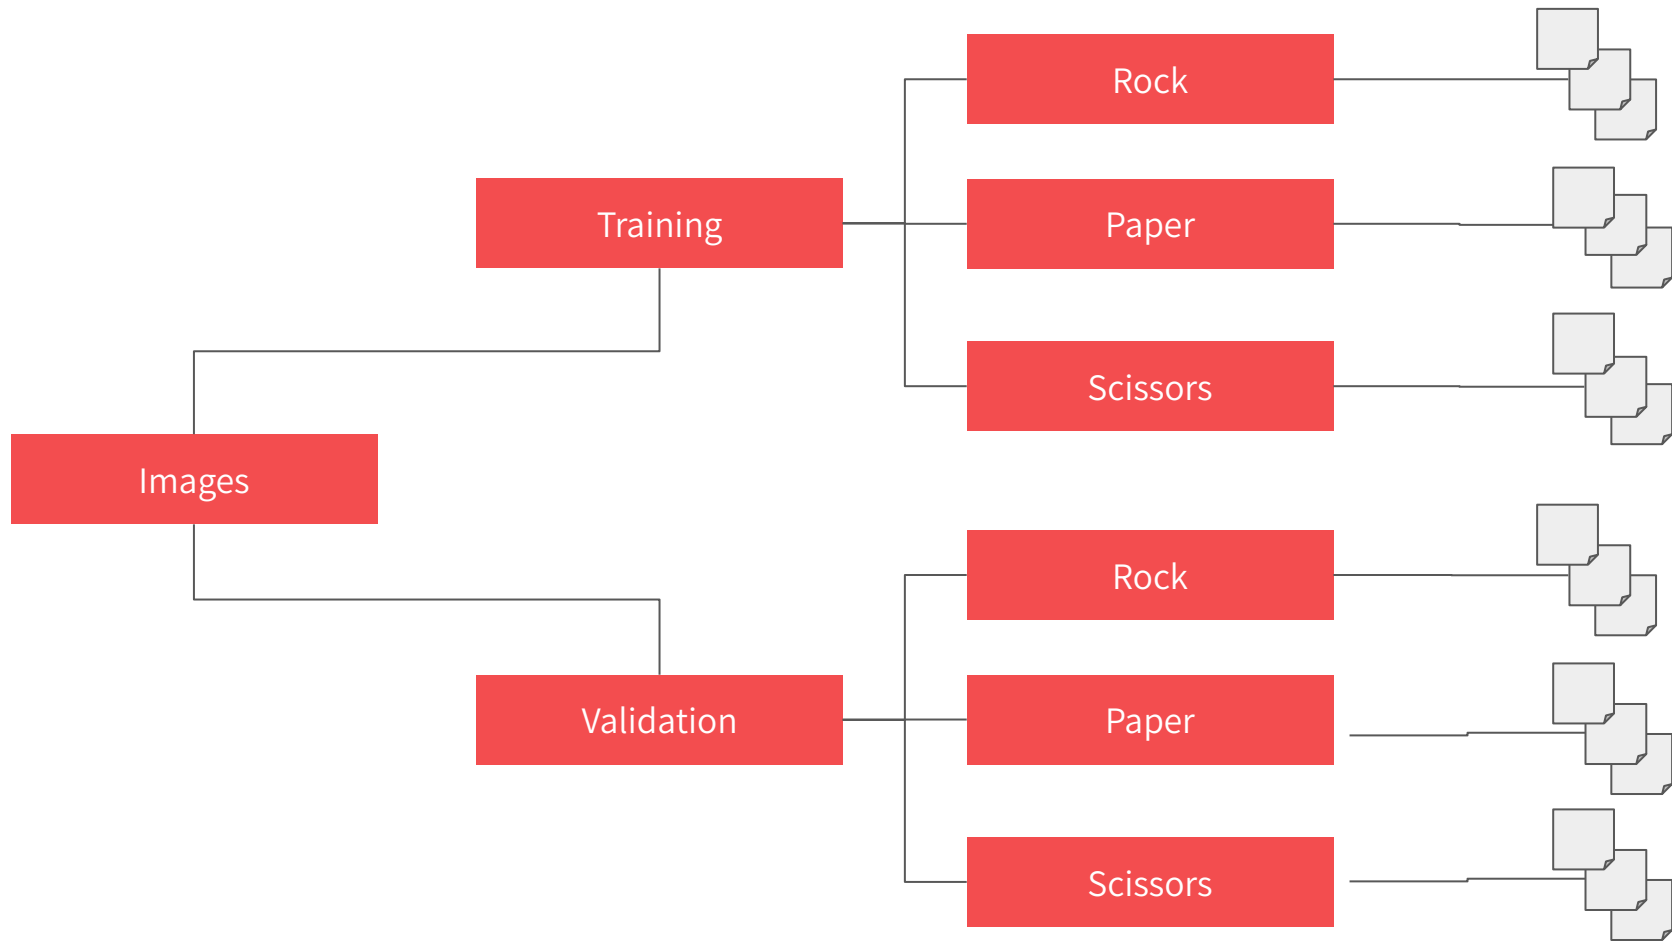 Images
Training
Rock
Paper
Scissors
Validation
Rock
Paper
Scissors